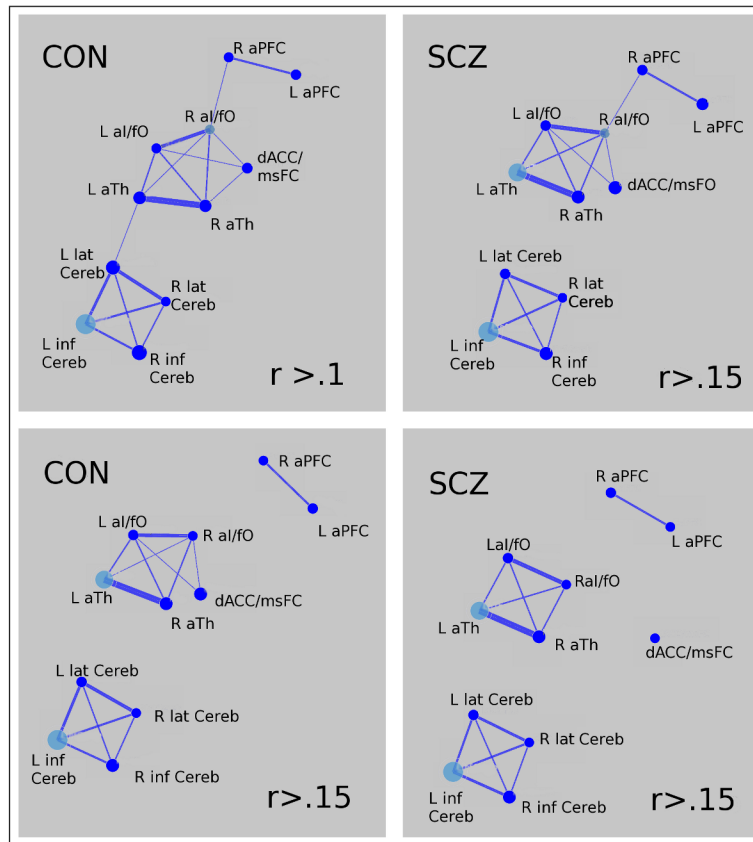 CON
R aPFC
L aPFC
R aI/fO
L aI/fO
dACC/
msFC
L aTh
R aTh
L lat
Cereb
R lat
Cereb
L inf
Cereb
R inf
Cereb
r >.1
SCZ
R aPFC
L aPFC
L aI/fO
R aI/fO
L aTh
dACC/msFO
R aTh
L lat Cereb
R lat
Cereb
L inf
Cereb
R inf
Cereb
r>.15
CON
R aPFC
L aPFC
L aI/fO
R aI/fO
L aTh
dACC/msFC
R aTh
L lat Cereb
R lat Cereb
L inf
Cereb
R inf Cereb
r>.15
SCZ
R aPFC
L aPFC
LaI/fO
RaI/fO
L aTh
R aTh
dACC/msFC
L lat Cereb
R lat Cereb
L inf
Cereb
R inf Cereb
r>.15